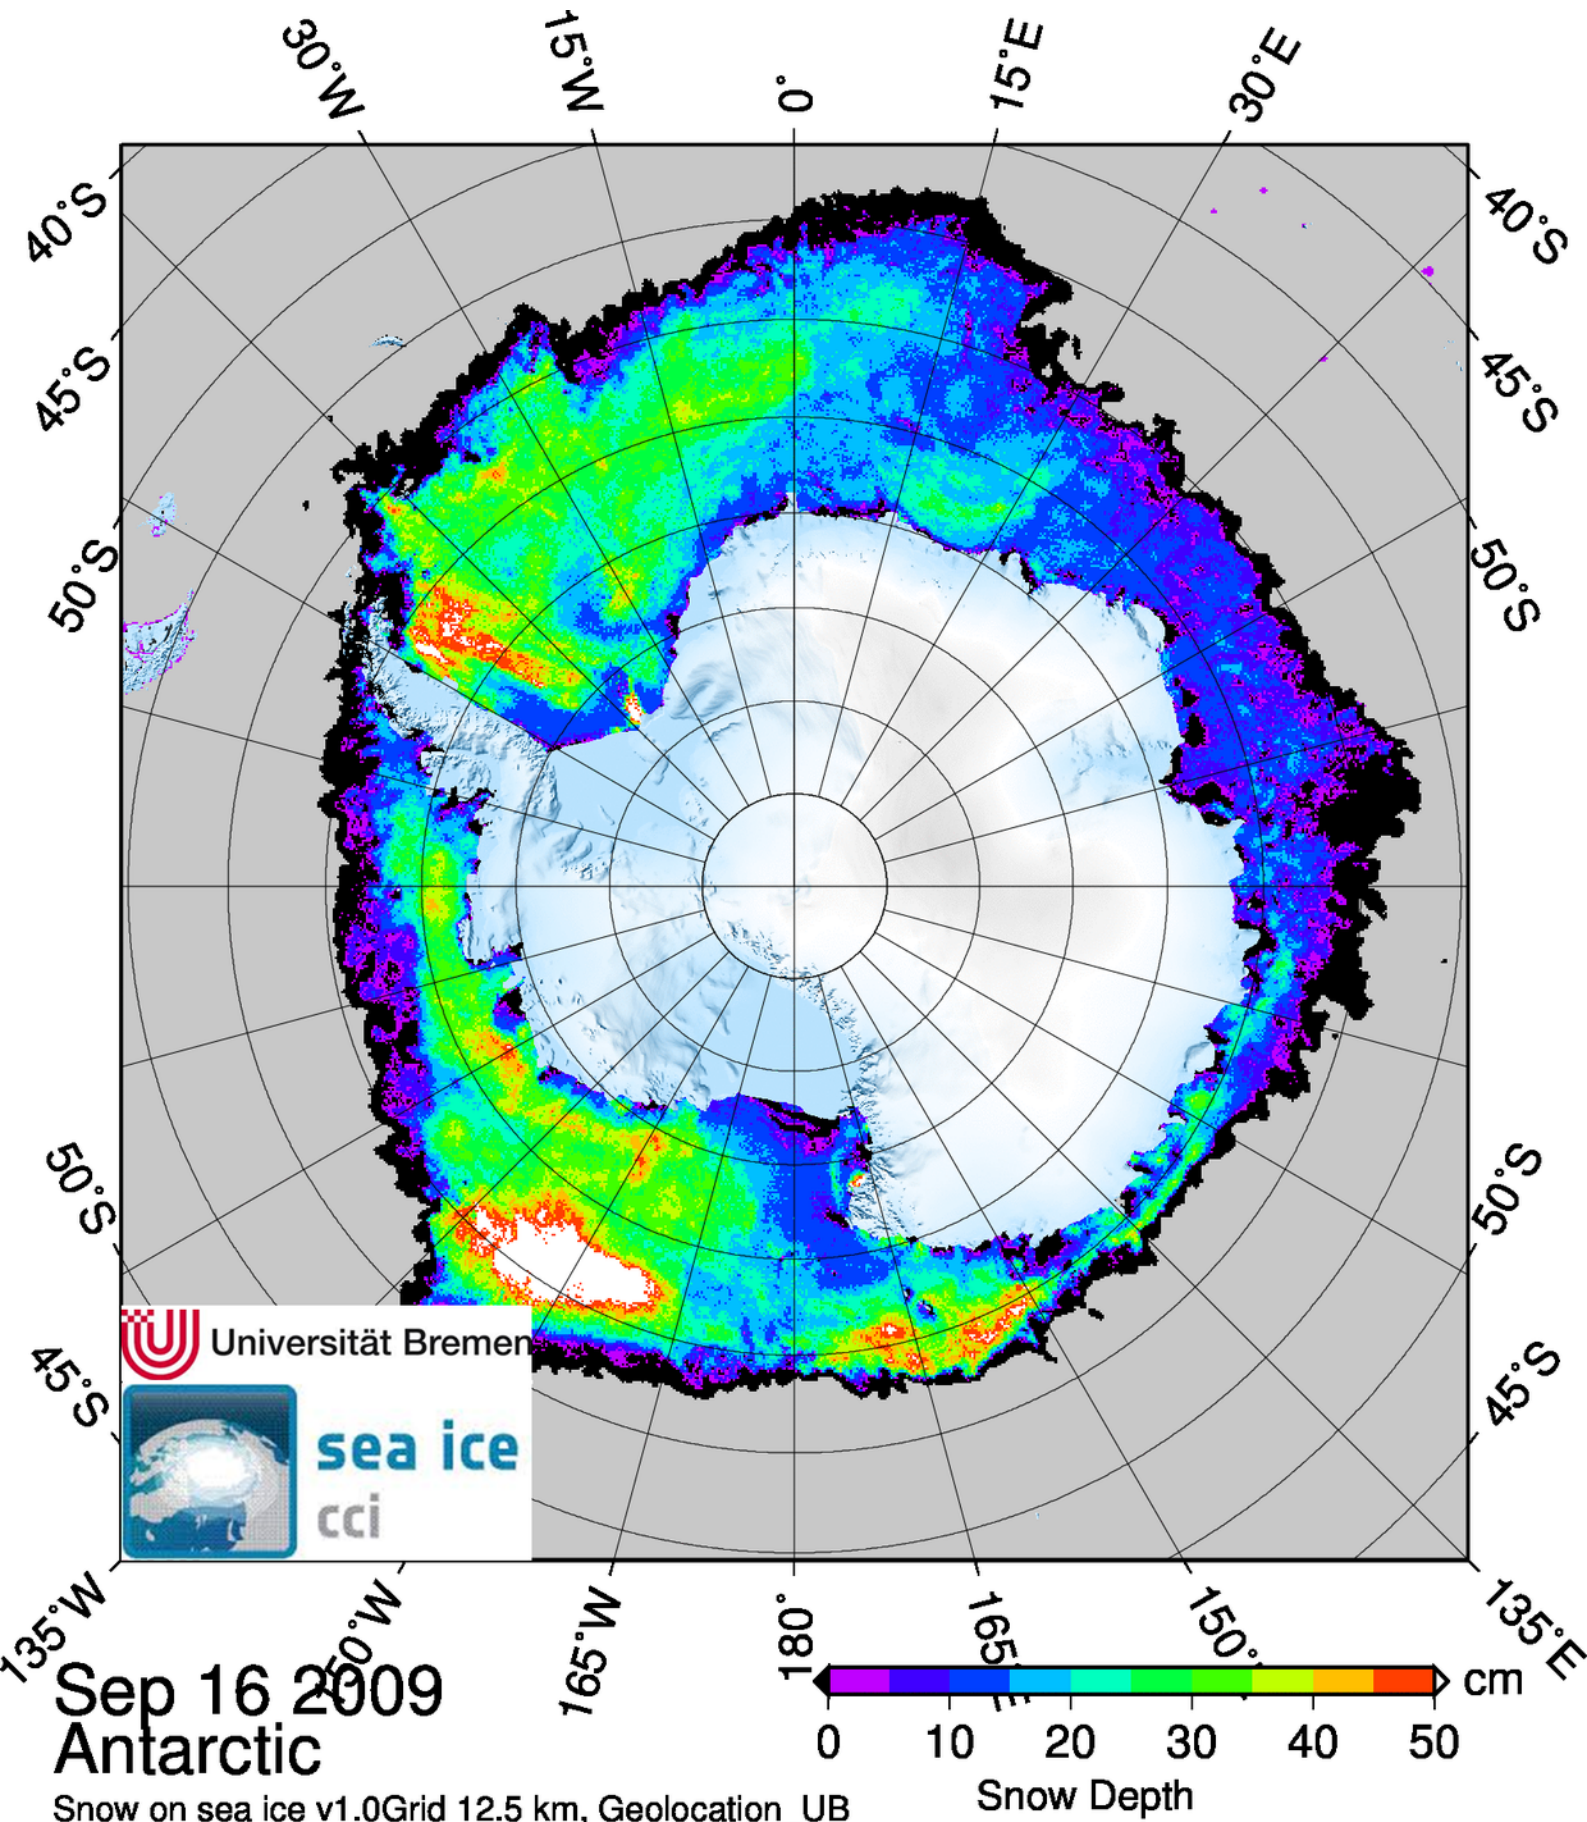 30°W 15°W 0° 15°E 30°E
40°S 40°S
45°S 45°S
50°S 50°S
50°S 50°S
45°S 45°S
Universität Bremen
sea ice
cci
135°W 165°W 180° 135°E
Sep 16 2009
Antarctic
Snow on sea ice v1.0Grid 12.5 km, Geolocation UB
cm
0 10 20 30 40 50
Snow Depth